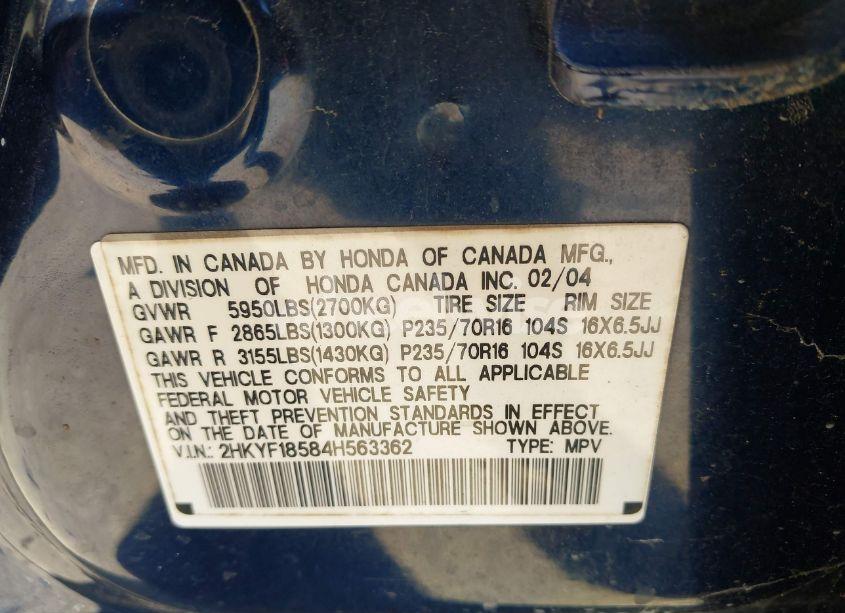 MFD. IN CANADA BY HONDA OF CANADA MFG.,
A DIVISION OF HONDA CANADA INC. 02/04
GVWR 5950LBS(2700KG) TIRE SIZE RIM SIZE
GAWR F 2865LBS(1300KG) P235/70R16 104S 16X6.5JJ
GAWR R 3155LBS(1430KG) P235/70R16 104S 16X6.5JJ
THIS VEHICLE CONFORMS TO ALL APPLICABLE
FEDERAL MOTOR VEHICLE SAFETY
AND THEFT PREVENTION STANDARDS IN EFFECT
ON THE DATE OF MANUFACTURE SHOWN ABOVE.
V.I.N.: 2HKYF18584H563362 TYPE: MPV